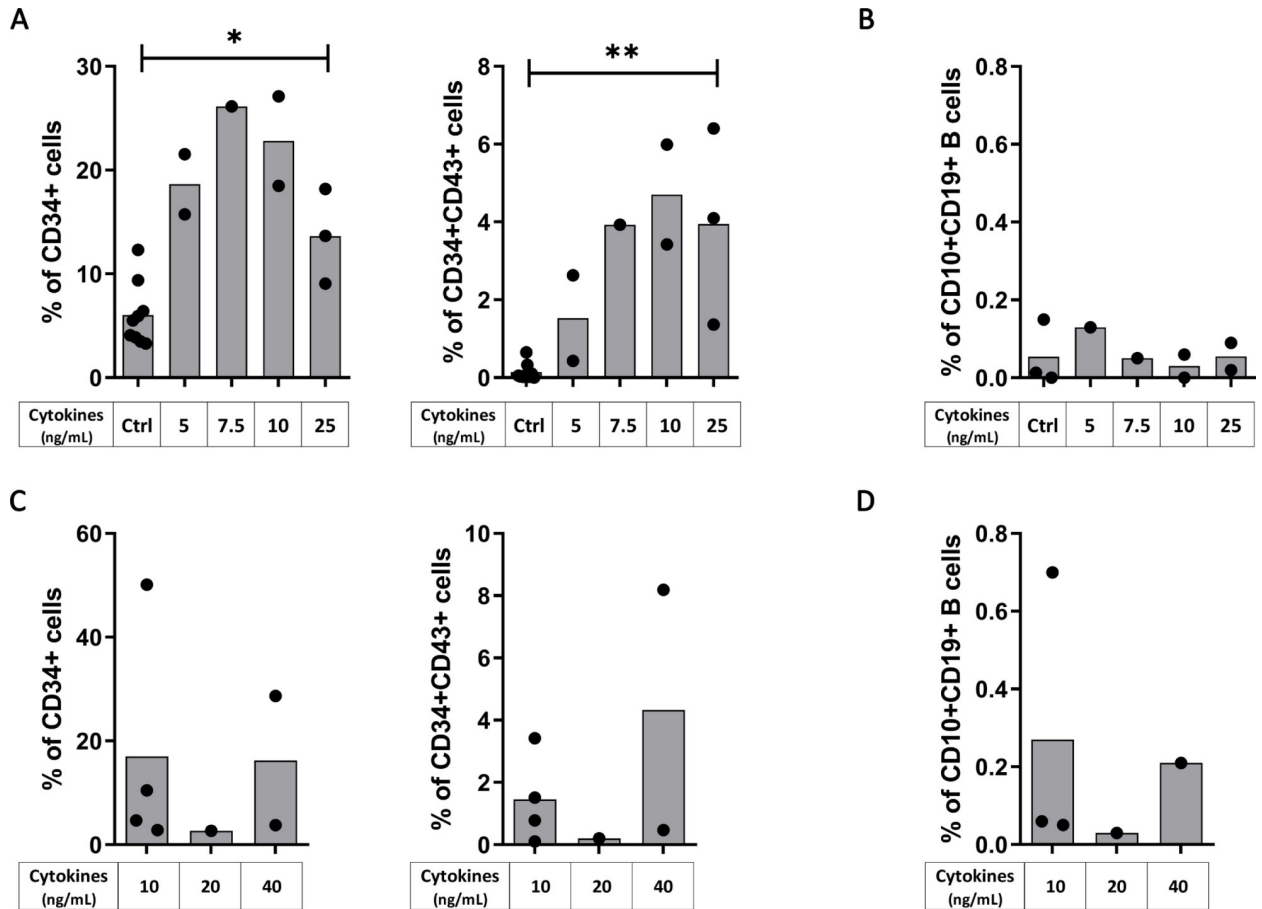 A
*
30
20
10
0
% of CD34+ cells
Cytokines (ng/mL) Ctrl 5 7.5 10 25
**
8
6
4
2
0
% of CD34+CD43+ cells
Cytokines (ng/mL) Ctrl 5 7.5 10 25
B
0.8
0.6
0.4
0.2
0.0
% of CD10+CD19+ B cells
Cytokines (ng/mL) Ctrl 5 7.5 10 25
C
60
40
20
0
% of CD34+ cells
Cytokines (ng/mL) 10 20 40
10
8
6
4
2
0
% of CD34+CD43+ cells
Cytokines (ng/mL) 10 20 40
D
0.8
0.6
0.4
0.2
0.0
% of CD10+CD19+ B cells
Cytokines (ng/mL) 10 20 40